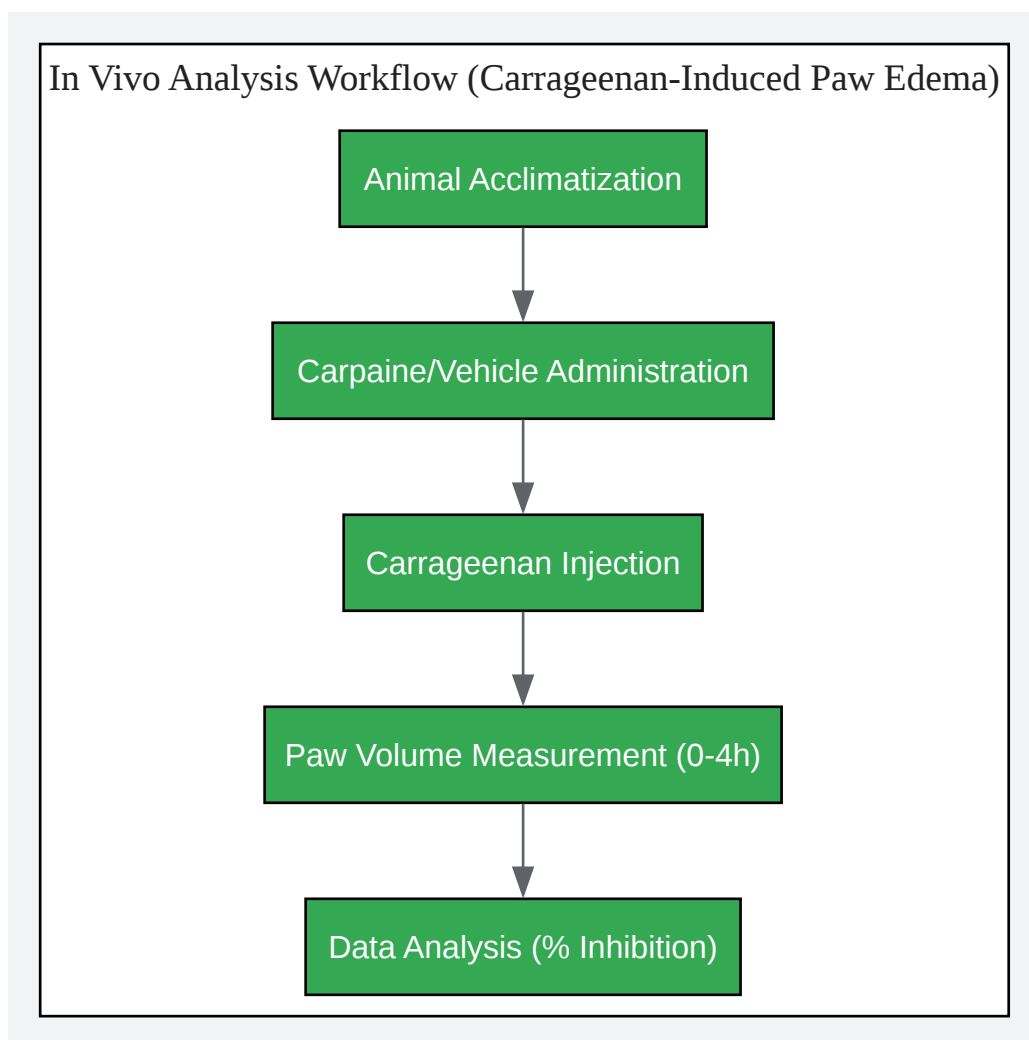 In Vivo Analysis Workflow (Carrageenan-Induced Paw Edema)
Animal Acclimatization
Carpaine/Vehicle Administration
Carrageenan Injection
Paw Volume Measurement (0-4h)
Data Analysis (% Inhibition)